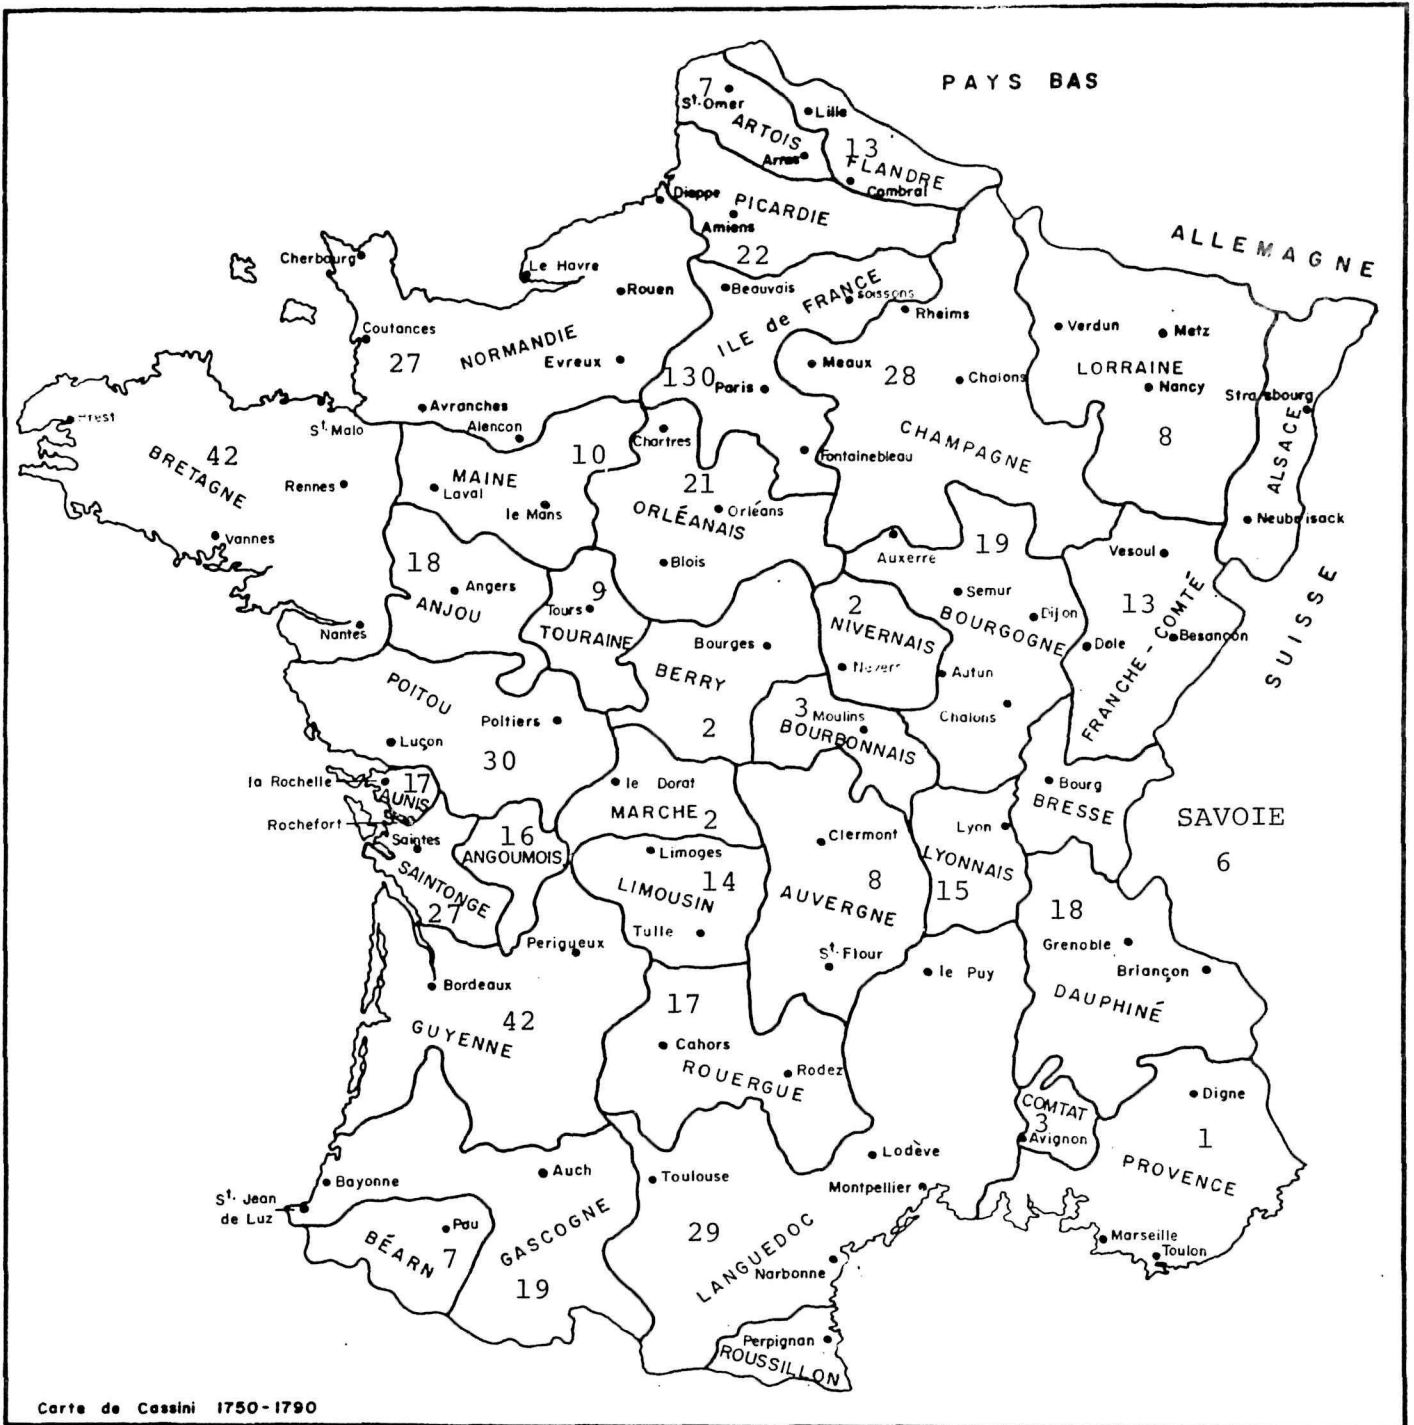 PAYS BAS
7
St. Omer
Lille
ARTOIS
13
Arras
FLANDRE
Cambrai
Dieppe
PICARDIE
Amiens
22
ALLEMAGNE
Cherbourg
Le Havre
Rouen
Beauvais
ILE de FRANCE
Soissons
Rheims
Coutances
27
NORMANDIE
Evreux
130
Paris
Meaux
28
Chalons
Verdun
Metz
LORRAINE
Nancy
Strasbourg
8
ALSACE
Neubrisack
Brest
St. Malo
Avranches
Alencon
Chartres
Fontainebleau
CHAMPAGNE
42
BRETAGNE
Rennes
Vannes
Nantes
10
MAINE
Laval
le Mans
21
ORLÉANAIS
Orléans
Blois
Auxerre
19
Semur
Dijon
BOURGOGNE
Autun
Chalons
Vesoul
13
Dole
Besançon
FRANCHE-COMTÉ
SUISSE
18
Angers
ANJOU
9
Tours
TOURAINE
Bourges
BERRY
2
2
NIVERNAIS
Nevers
3
Moulins
BOURBONNAIS
POITOU
Poitiers
Luçon
30
la Rochelle
17
AUNIS
Rochefort
Saintes
SAINTONGE
27
16
ANGOUMOIS
le Dorat
MARCHE
2
Limoges
14
LIMOUSIN
Tulle
Clermont
8
AUVERGNE
St. Flour
Lyon
LYONNAIS
15
Bourg
BRESSE
SAVOIE
6
18
Grenoble
Briançon
DAUPHINÉ
le Puy
Perigueux
Bordeaux
42
GUYENNE
17
Cahors
ROUERGUE
Rodez
COMTAT
3
Avignon
Digne
1
PROVENCE
Marseille
Toulon
Lodève
Montpellier
Bayonne
St. Jean
de Luz
Auch
Toulouse
Pau
BÉARN
7
GASCOGNE
19
29
LANGUEDOC
Narbonne
Perpignan
ROUSSILLON
Carte de Cassini 1750-1790